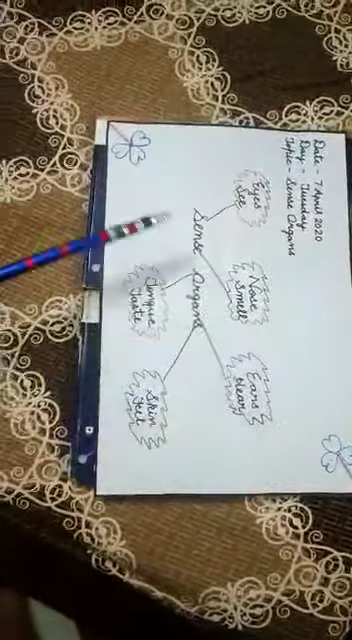 Date - 7 April 2020
Day - Tuesday
Topic - Sense Organs
Eyes
See
Nose
Smell
Ears
Hear
Sense Organs
Tongue
Taste
Skin
Feel